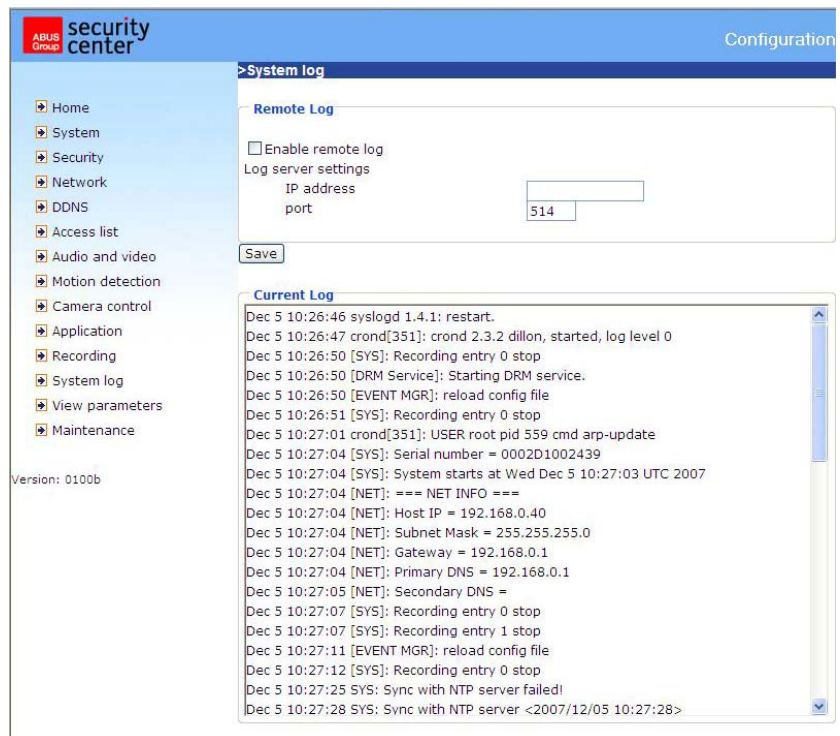 ABUS
Group
security
center
Configuration
>System log
Home
System
Security
Network
DDNS
Access list
Audio and video
Motion detection
Camera control
Application
Recording
System log
View parameters
Maintenance
Version: 0100b
Remote Log
Enable remote log
Log server settings
IP address
port 514
Save
Current Log
Dec 5 10:26:46 syslogd 1.4.1: restart.
Dec 5 10:26:47 crond[351]: crond 2.3.2 dillon, started, log level 0
Dec 5 10:26:50 [SYS]: Recording entry 0 stop
Dec 5 10:26:50 [DRM Service]: Starting DRM service.
Dec 5 10:26:50 [EVENT MGR]: reload config file
Dec 5 10:26:51 [SYS]: Recording entry 0 stop
Dec 5 10:27:01 crond[351]: USER root pid 559 cmd arp-update
Dec 5 10:27:04 [SYS]: Serial number = 0002D1002439
Dec 5 10:27:04 [SYS]: System starts at Wed Dec 5 10:27:03 UTC 2007
Dec 5 10:27:04 [NET]: === NET INFO ===
Dec 5 10:27:04 [NET]: Host IP = 192.168.0.40
Dec 5 10:27:04 [NET]: Subnet Mask = 255.255.255.0
Dec 5 10:27:04 [NET]: Gateway = 192.168.0.1
Dec 5 10:27:04 [NET]: Primary DNS = 192.168.0.1
Dec 5 10:27:05 [NET]: Secondary DNS =
Dec 5 10:27:07 [SYS]: Recording entry 0 stop
Dec 5 10:27:07 [SYS]: Recording entry 1 stop
Dec 5 10:27:11 [EVENT MGR]: reload config file
Dec 5 10:27:12 [SYS]: Recording entry 0 stop
Dec 5 10:27:25 SYS: Sync with NTP server failed!
Dec 5 10:27:28 SYS: Sync with NTP server <2007/12/05 10:27:28>